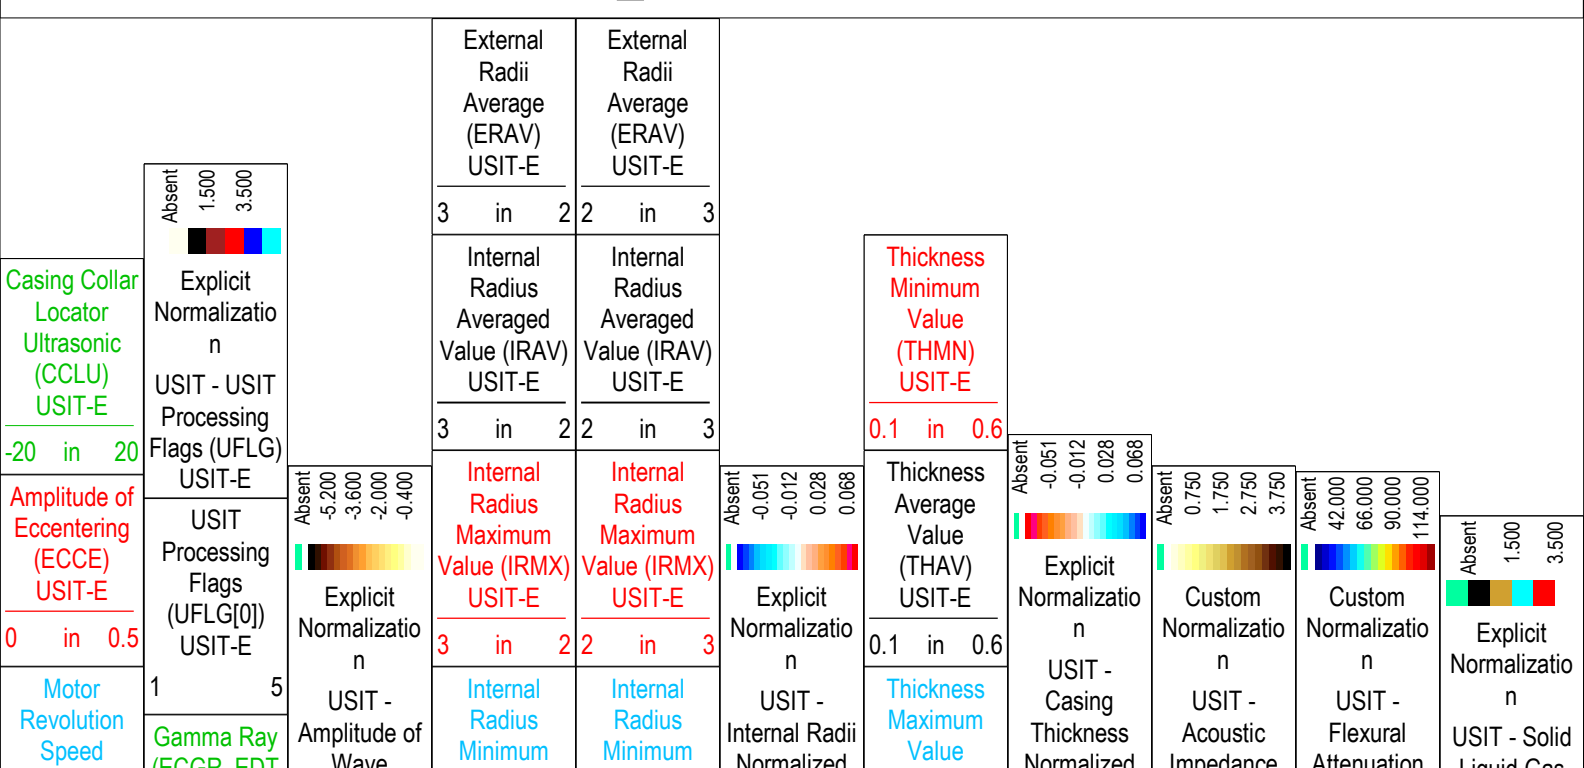 Casing Collar
Locator
Ultrasonic
(CCLU)
USIT-E
-20 in 20
Amplitude of
Eccentering
(ECCE)
USIT-E
0 in 0.5
Motor
Revolution
Speed
Absent
1.500
3.500
Explicit
Normalizatio
n
USIT - USIT
Processing
Flags (UFLG)
USIT-E
USIT
Processing
Flags
(UFLG[0])
USIT-E
1 5
Gamma Ray
(ECGR_EDT
Absent
-5.200
-3.600
-2.000
-0.400
Explicit
Normalizatio
n
USIT -
Amplitude of
Wave
External
Radii
Average
(ERAV)
USIT-E
3 in 2
Internal
Radius
Averaged
Value (IRAV)
USIT-E
3 in 2
Internal
Radius
Maximum
Value (IRMX)
USIT-E
3 in 2
Internal
Radius
Minimum
External
Radii
Average
(ERAV)
USIT-E
2 in 3
Internal
Radius
Averaged
Value (IRAV)
USIT-E
2 in 3
Internal
Radius
Maximum
Value (IRMX)
USIT-E
2 in 3
Internal
Radius
Minimum
Absent
-0.051
-0.012
0.028
0.068
Explicit
Normalizatio
n
USIT -
Internal Radii
Normalized
Thickness
Minimum
Value
(THMN)
USIT-E
0.1 in 0.6
Thickness
Average
Value
(THAV)
USIT-E
0.1 in 0.6
Thickness
Maximum
Value
Absent
-0.051
-0.012
0.028
0.068
Explicit
Normalizatio
n
USIT -
Casing
Thickness
Normalized
Absent
0.750
1.750
2.750
3.750
Custom
Normalizatio
n
USIT -
Acoustic
Impedance
Absent
42.000
66.000
90.000
114.000
Custom
Normalizatio
n
USIT -
Flexural
Attenuation
Absent
1.500
3.500
Explicit
Normalizatio
n
USIT - Solid
Liquid Gas